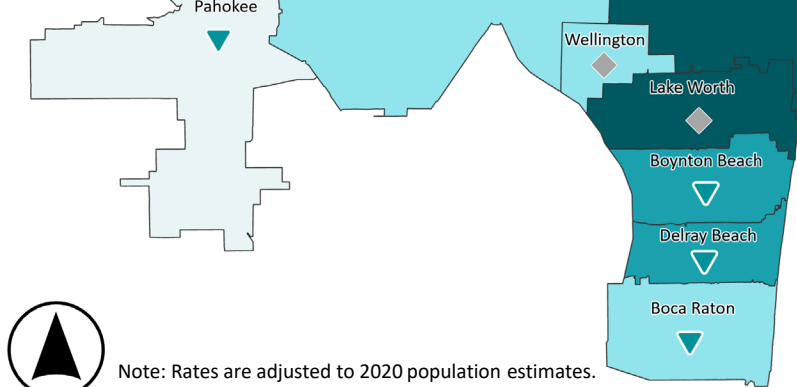 Pahokee
Wellington
Lake Worth
Boynton Beach
Delray Beach
Boca Raton
Note: Rates are adjusted to 2020 population estimates.